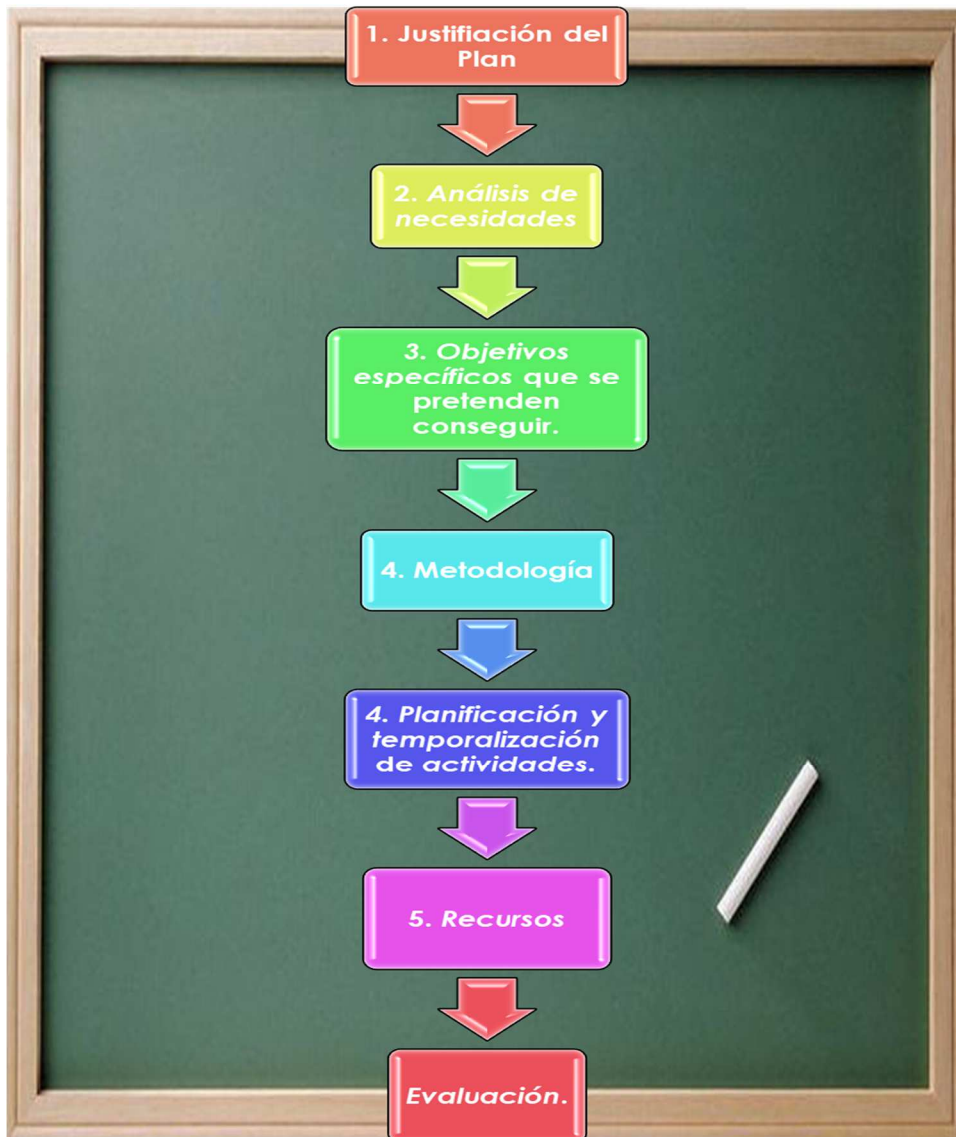 1. Justifiación del
Plan
2. Análisis de
necesidades
3. Objetivos
específicos que se
pretenden
conseguir.
4. Metodología
4. Planificación y
temporalización
de actividades.
5. Recursos
Evaluación.